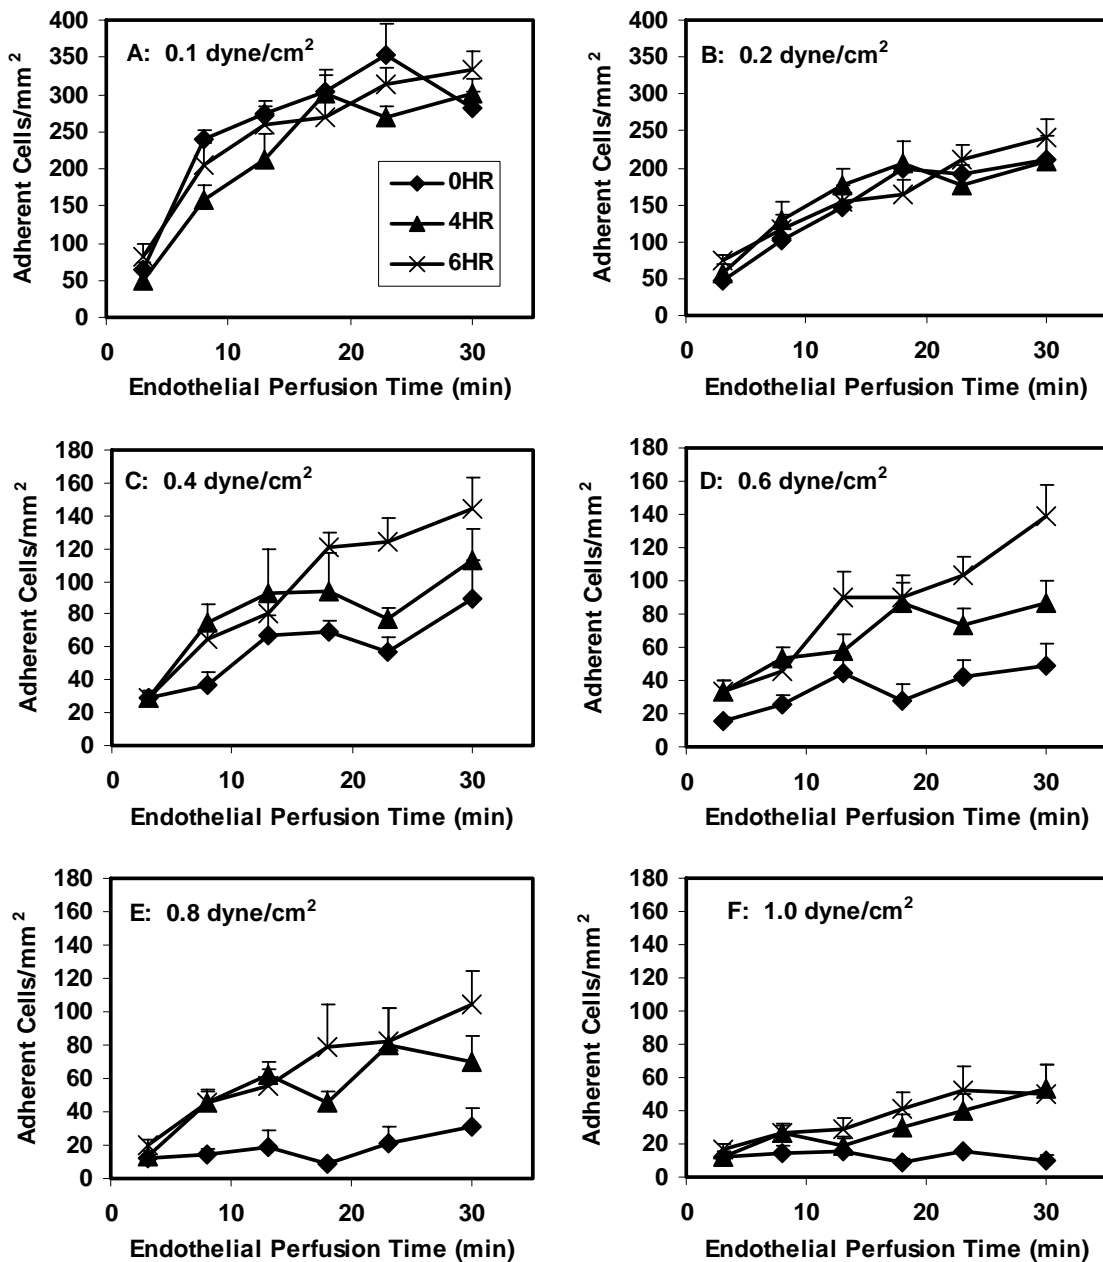 A: 0.1 dyne/cm²
Adherent Cells/mm²
400
350
300
250
200
150
100
50
0
0HR
4HR
6HR
0 10 20 30
Endothelial Perfusion Time (min)
B: 0.2 dyne/cm²
Adherent Cells/mm²
400
350
300
250
200
150
100
50
0
0 10 20 30
Endothelial Perfusion Time (min)
C: 0.4 dyne/cm²
Adherent Cells/mm²
180
160
140
120
100
80
60
40
20
0
0 10 20 30
Endothelial Perfusion Time (min)
D: 0.6 dyne/cm²
Adherent Cells/mm²
180
160
140
120
100
80
60
40
20
0
0 10 20 30
Endothelial Perfusion Time (min)
E: 0.8 dyne/cm²
Adherent Cells/mm²
180
160
140
120
100
80
60
40
20
0
0 10 20 30
Endothelial Perfusion Time (min)
F: 1.0 dyne/cm²
Adherent Cells/mm²
180
160
140
120
100
80
60
40
20
0
0 10 20 30
Endothelial Perfusion Time (min)